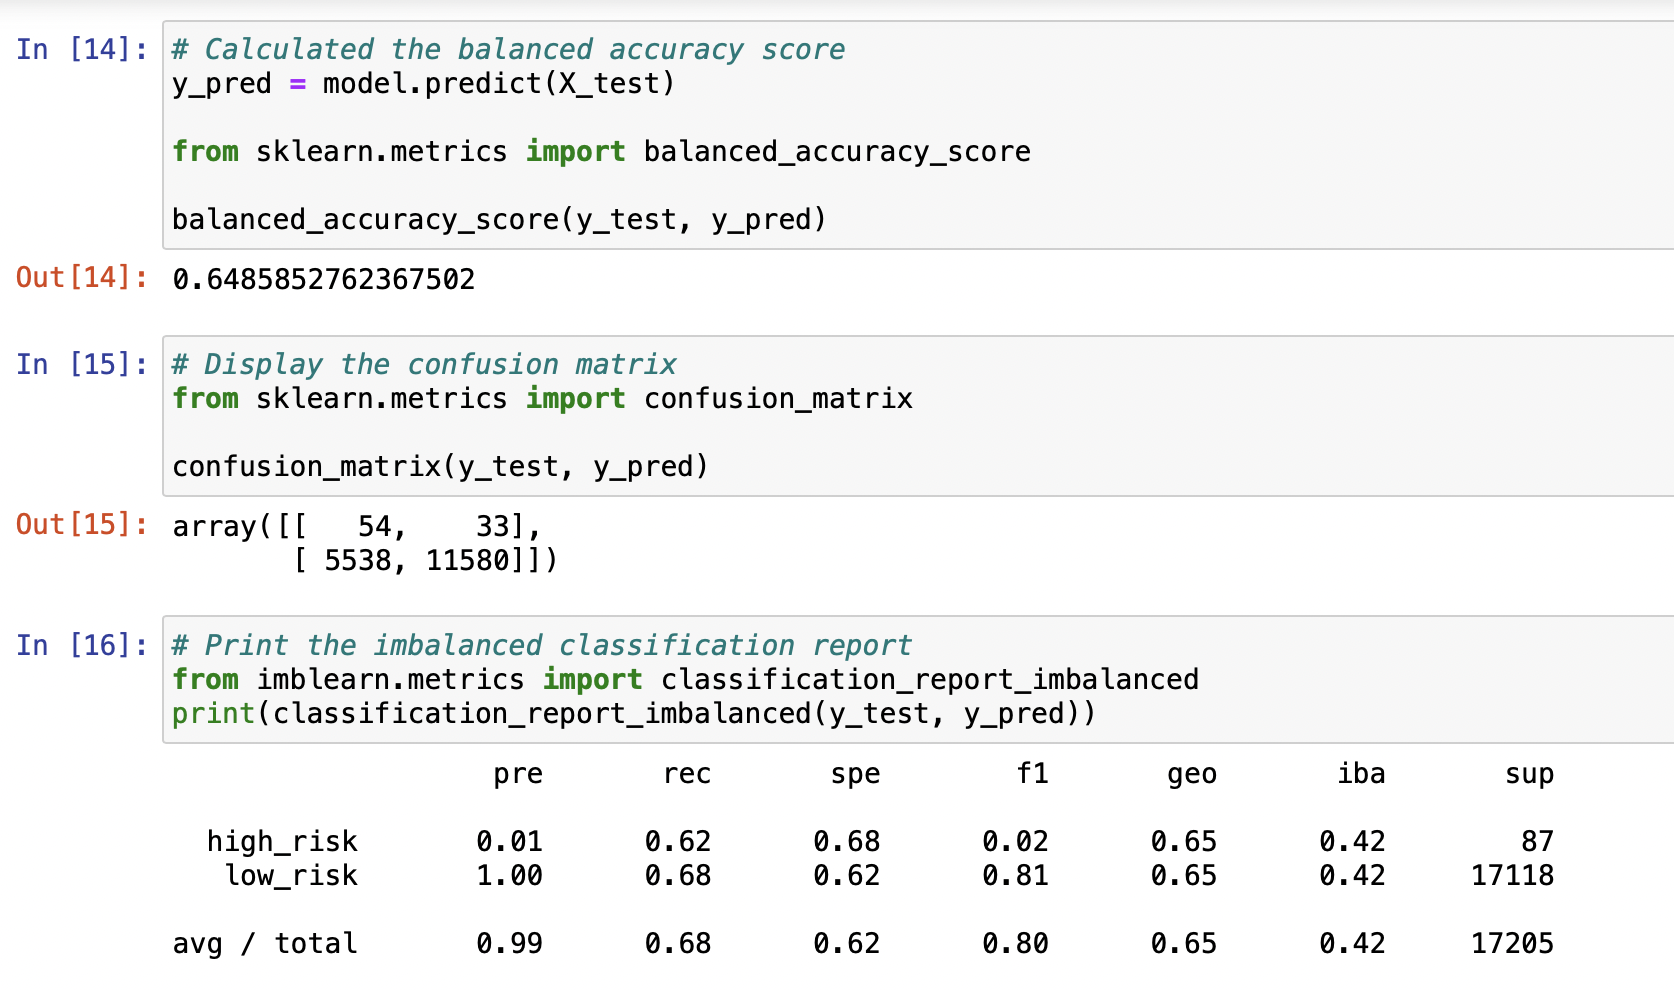 In [14]: # Calculated the balanced accuracy score
y_pred = model.predict(X_test)
from sklearn.metrics import balanced_accuracy_score
balanced_accuracy_score(y_test, y_pred)
Out[14]: 0.6485852762367502
In [15]: # Display the confusion matrix
from sklearn.metrics import confusion_matrix
confusion_matrix(y_test, y_pred)
Out[15]: array([[   54,    33],
       [ 5538, 11580]])
In [16]: # Print the imbalanced classification report
from imblearn.metrics import classification_report_imbalanced
print(classification_report_imbalanced(y_test, y_pred))
pre rec spe f1 geo iba sup
high_risk 0.01 0.62 0.68 0.02 0.65 0.42 87
low_risk 1.00 0.68 0.62 0.81 0.65 0.42 17118
avg / total 0.99 0.68 0.62 0.80 0.65 0.42 17205